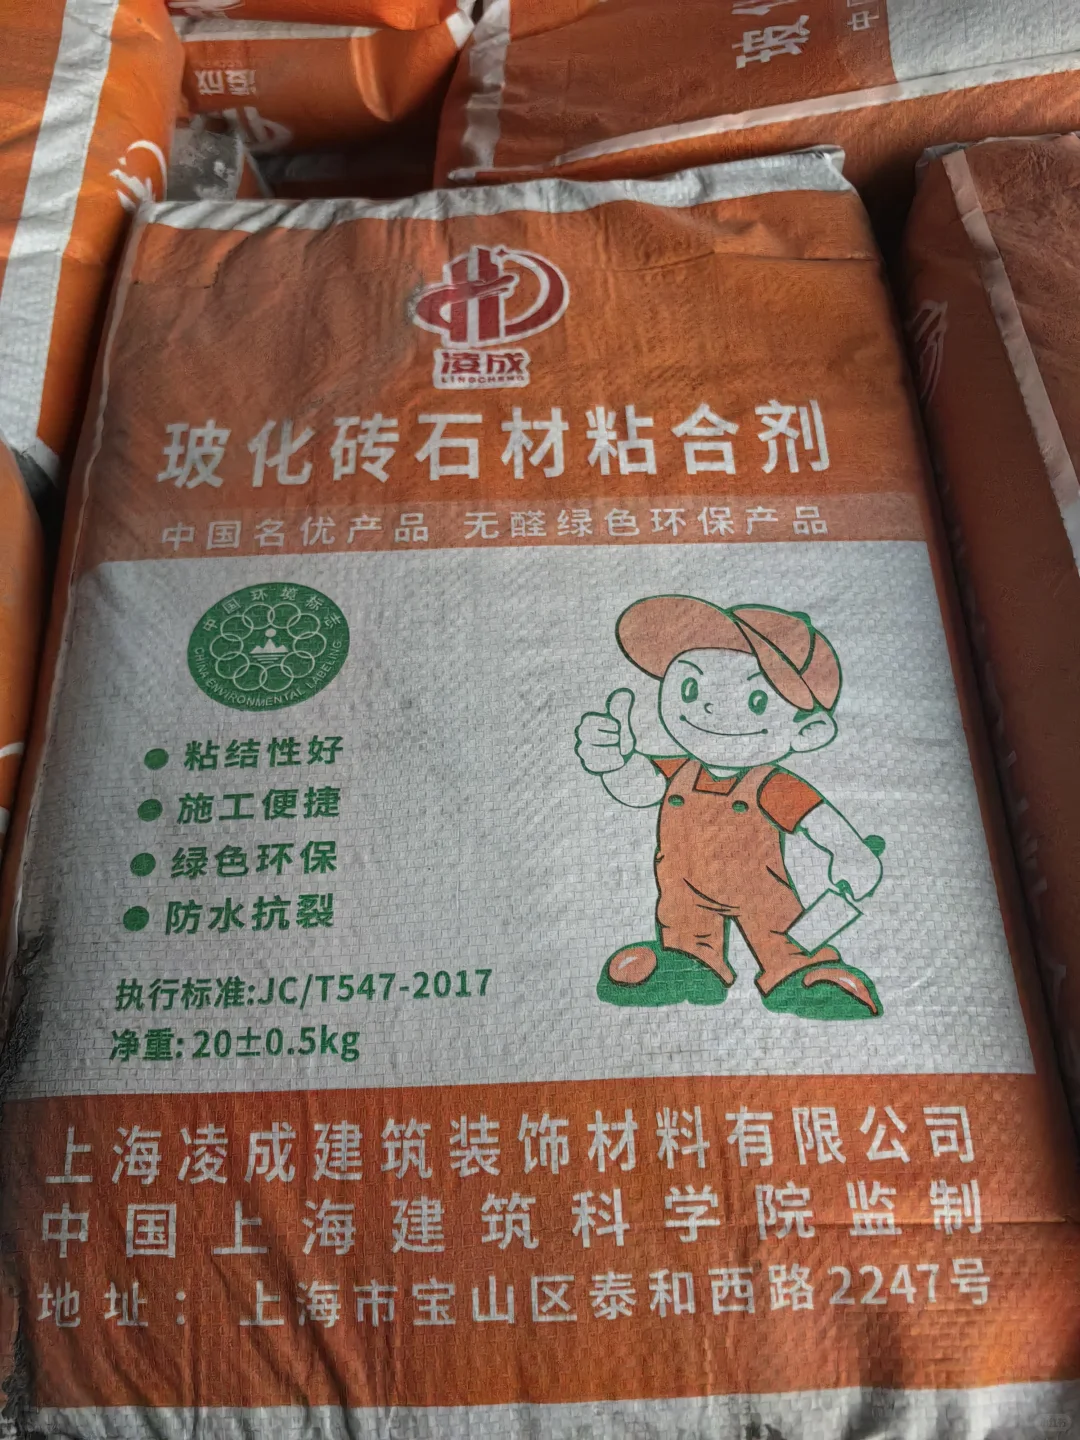 凌成
凌成
LINGCHENG
玻化砖石材粘合剂
中国名优产品 无醛绿色环保产品
中国环境标志
CHINA ENVIRONMENTAL LABELING
粘结性好
施工便捷
绿色环保
防水抗裂
执行标准:JC/T547-2017
净重: 20±0.5kg
上海凌成建筑装饰材料有限公司
中国上海建筑科学院监制
地址：上海市宝山区泰和西路2247号